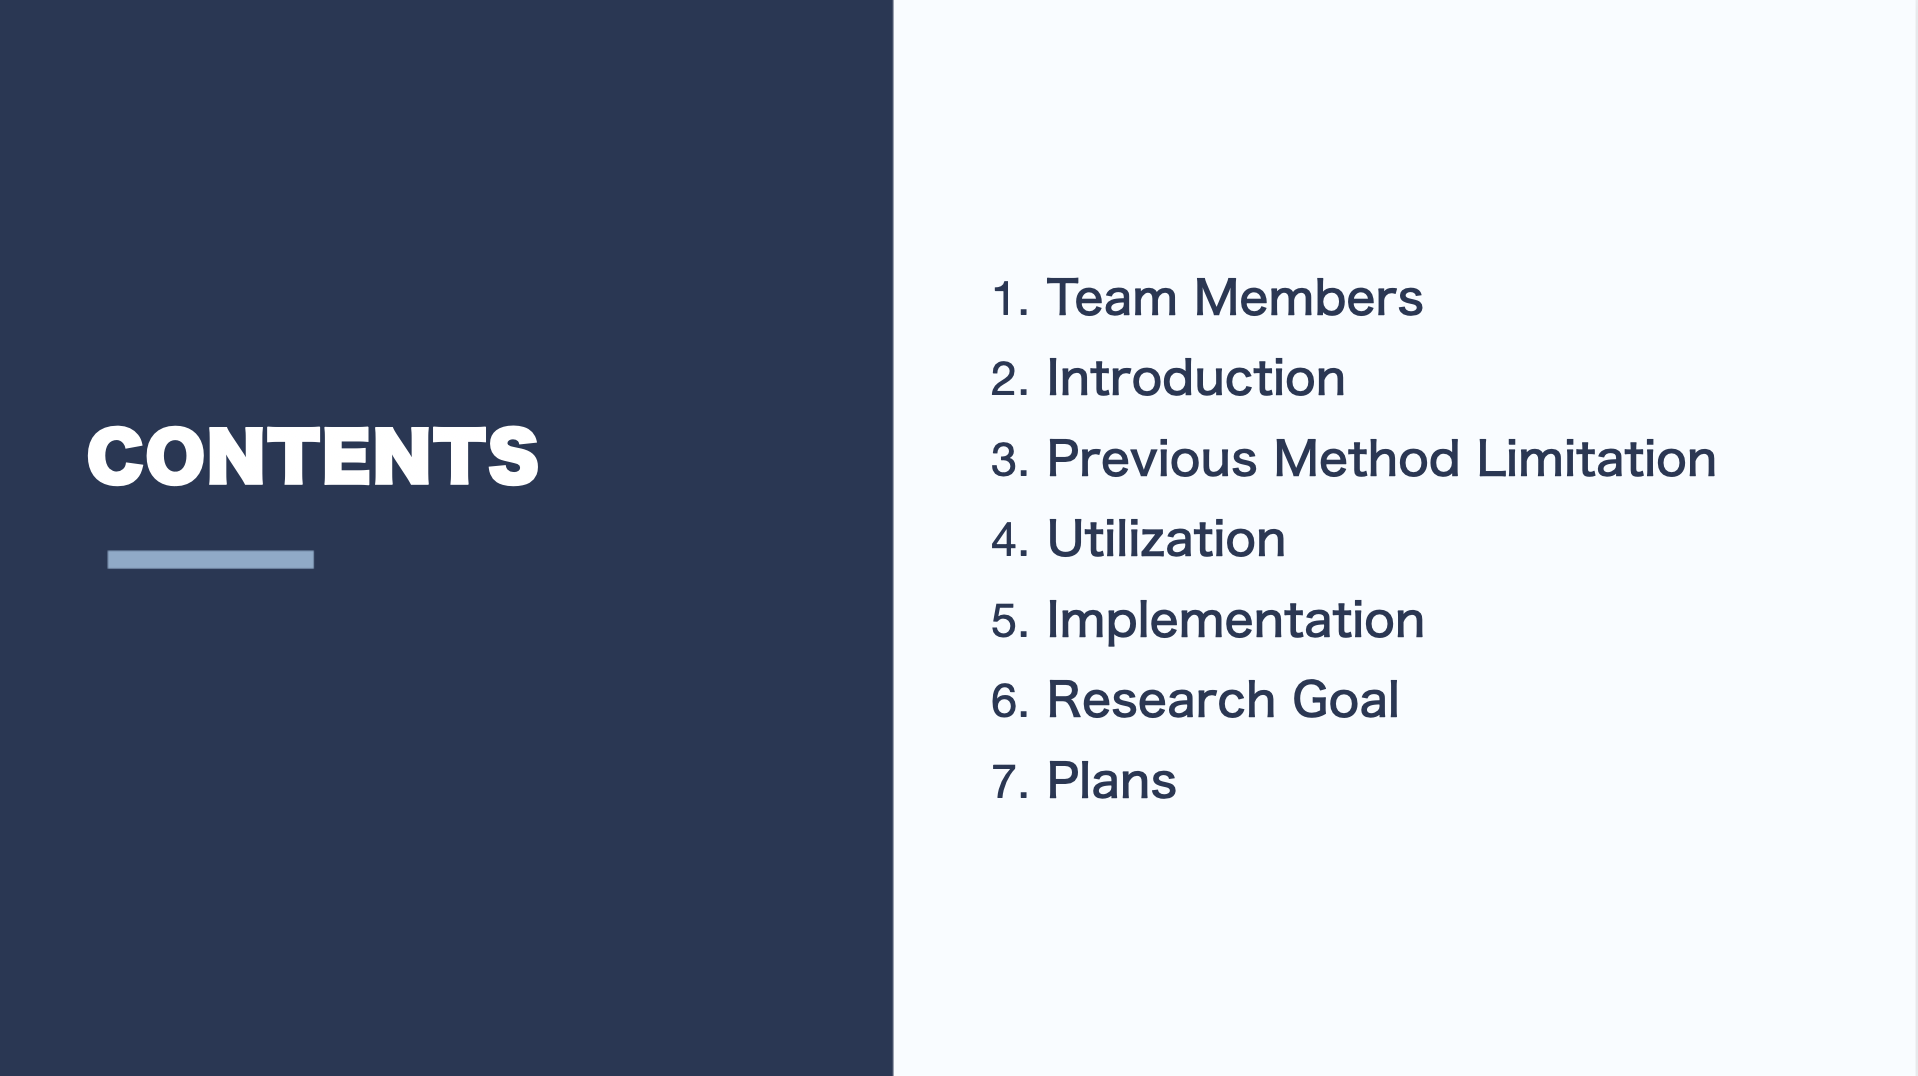 CONTENTS
1. Team Members
2. Introduction
3. Previous Method Limitation
4. Utilization
5. Implementation
6. Research Goal
7. Plans